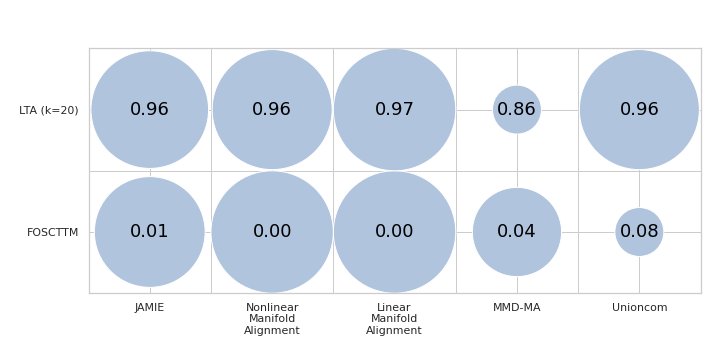 LTA (k=20) 0.96 0.96 0.97 0.86 0.96
FOSCTTM 0.01 0.00 0.00 0.04 0.08
JAMIE Nonlinear Linear MMD-MA Unioncom
Manifold Manifold
Alignment Alignment